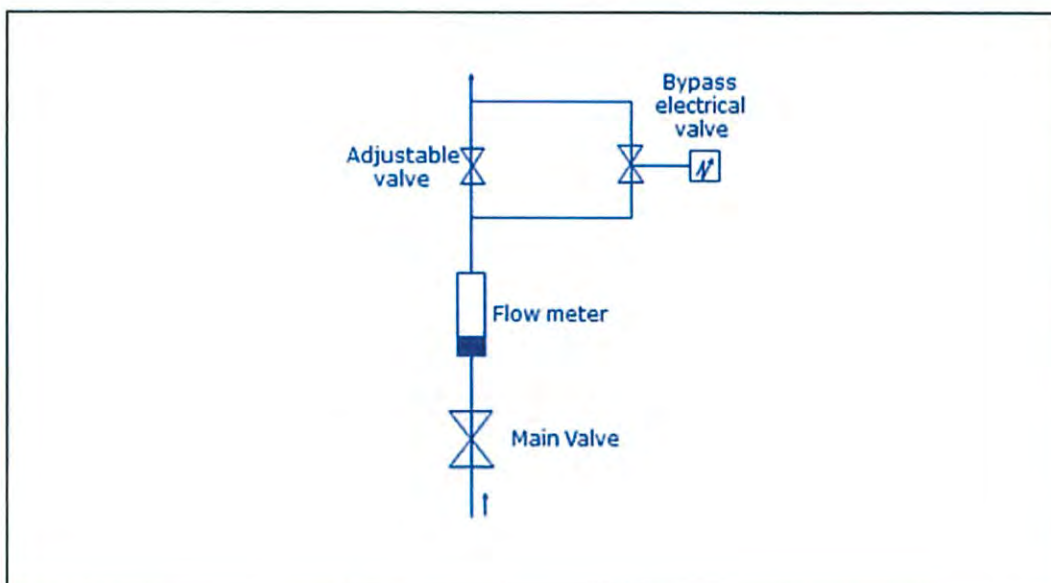 Bypass
electrical
valve
Adjustable
valve
Flow meter
Main Valve